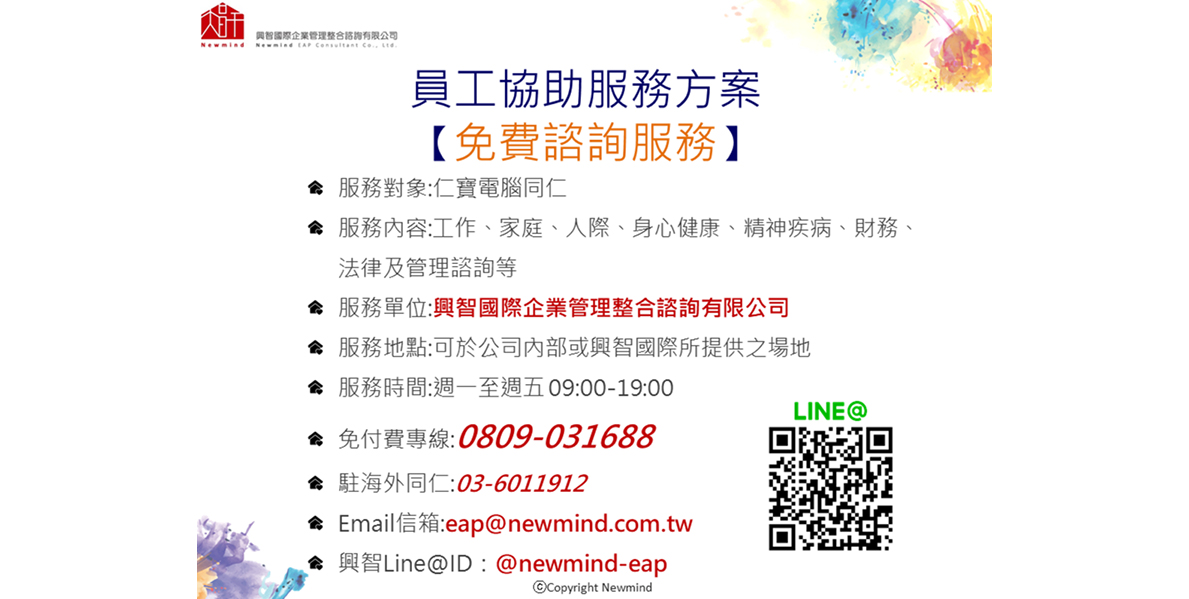 Newmind
興智國際企業管理整合諮詢有限公司
Newmind EAP Consultant Co., Ltd.
員工協助服務方案
【免費諮詢服務】
服務對象:仁寶電腦同仁
服務內容:工作、家庭、人際、身心健康、精神疾病、財務、
法律及管理諮詢等
服務單位:興智國際企業管理整合諮詢有限公司
服務地點:可於公司內部或興智國際所提供之場地
服務時間:週一至週五 09:00-19:00
免付費專線:0809-031688
駐海外同仁:03-6011912
Email信箱:eap@newmind.com.tw
興智Line@ID：@newmind-eap
LINE@
ⒸCopyright Newmind